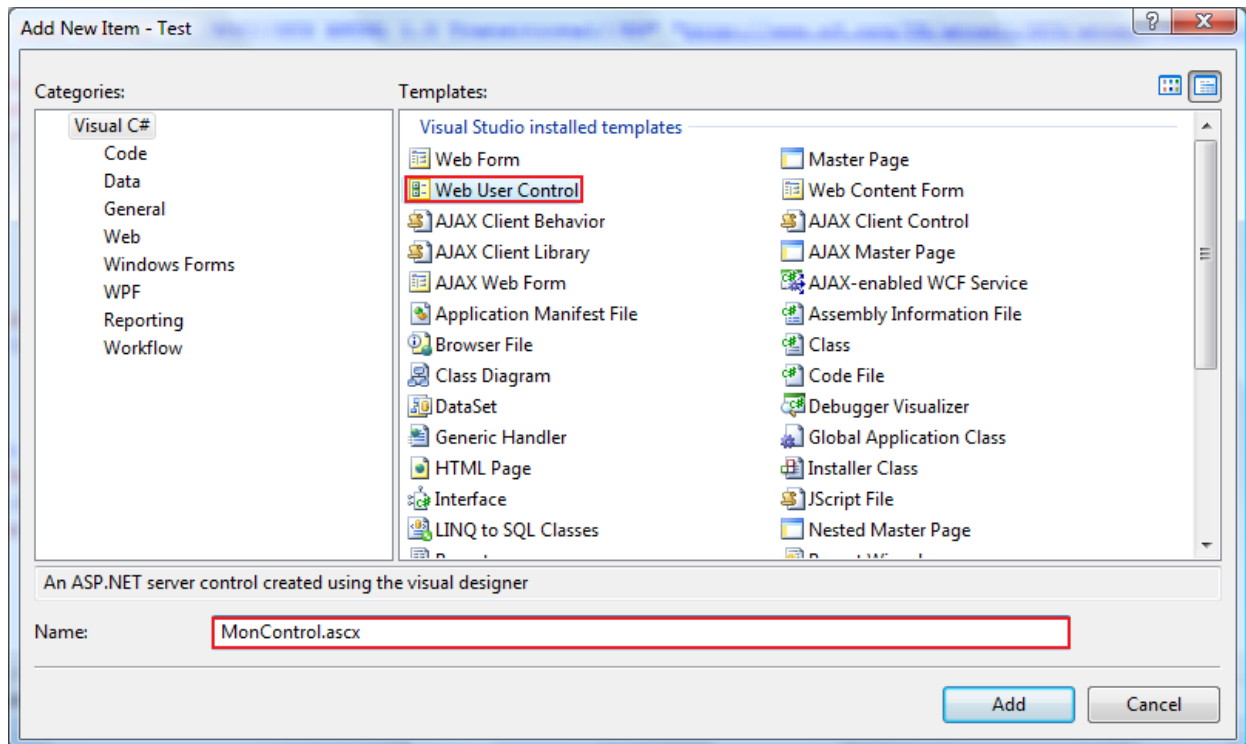 Add New Item - Test
Categories:
Templates:
Visual C#
Code
Data
General
Web
Windows Forms
WPF
Reporting
Workflow
Visual Studio installed templates
Web Form
Master Page
Web User Control
Web Content Form
AJAX Client Behavior
AJAX Client Control
AJAX Client Library
AJAX Master Page
AJAX Web Form
AJAX-enabled WCF Service
Application Manifest File
Assembly Information File
Browser File
Class
Class Diagram
Code File
DataSet
Debugger Visualizer
Generic Handler
Global Application Class
HTML Page
Installer Class
Interface
JScript File
LINQ to SQL Classes
Nested Master Page
An ASP.NET server control created using the visual designer
Name:
MonControl.ascx
Add
Cancel